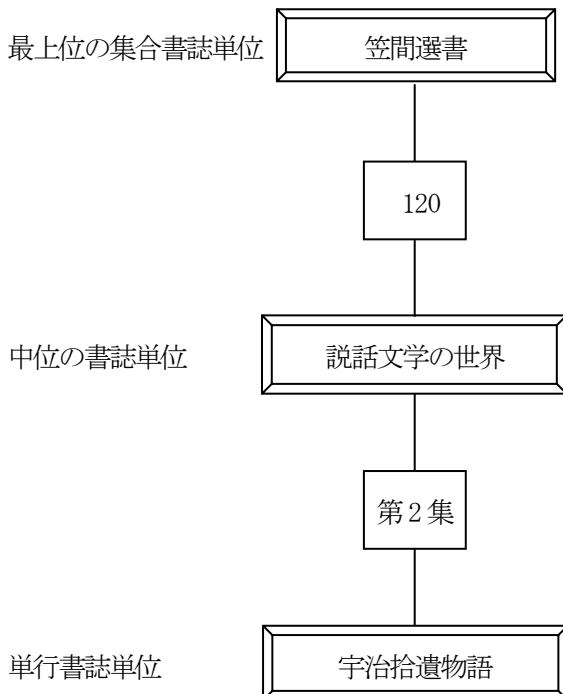 最上位の集合書誌単位 笠間選書
120
中位の書誌単位 説話文学の世界
第2集
単行書誌単位 宇治拾遺物語